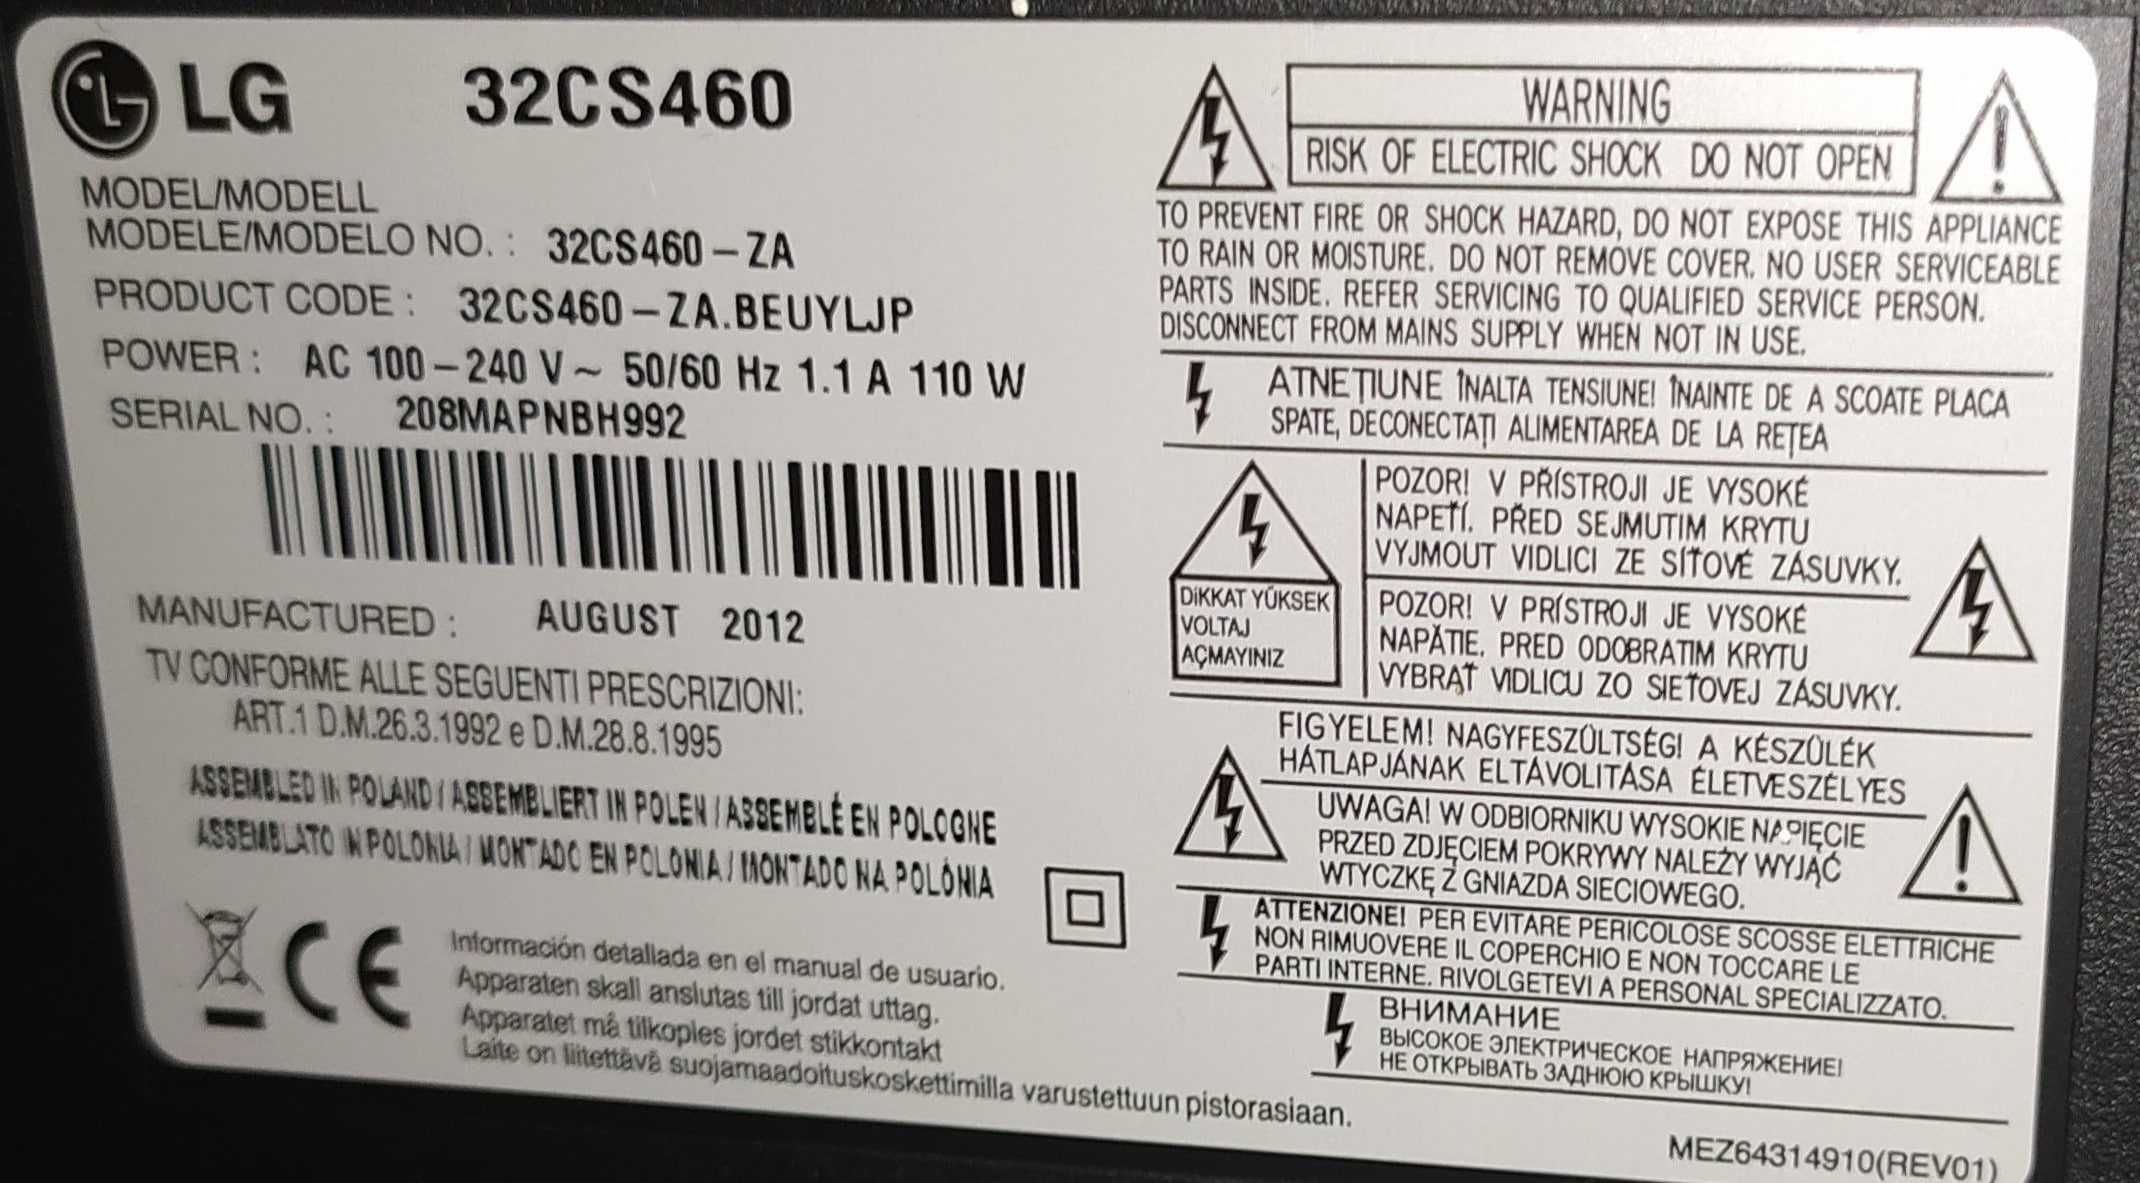 LG 32CS460
MODEL/MODELL
MODELE/MODELO NO. : 32CS460-ZA
PRODUCT CODE : 32CS460-ZA.BEUYLJP
POWER : AC 100-240 V~ 50/60 Hz 1.1 A 110 W
SERIAL NO. : 208MAPNBH992
MANUFACTURED : AUGUST 2012
TV CONFORME ALLE SEGUENTI PRESCRIZIONI:
ART.1 D.M.26.3.1992 e D.M.28.8.1995
ASSEMBLED IN POLAND / ASSEMBLIERT IN POLEN / ASSEMBLÉ EN POLOGNE
ASSEMBLATO IN POLONIA / MONTADO EN POLONIA / MONTADO NA POLÓNIA
CE
Información detallada en el manual de usuario.
Apparaten skall anslutas till jordat uttag.
Apparatet må tilkoples jordet stikkontakt
Laite on liitettävä suojamaadoituskoskettimilla varustettuun pistorasiaan.
WARNING
RISK OF ELECTRIC SHOCK DO NOT OPEN
TO PREVENT FIRE OR SHOCK HAZARD, DO NOT EXPOSE THIS APPLIANCE
TO RAIN OR MOISTURE. DO NOT REMOVE COVER. NO USER SERVICEABLE
PARTS INSIDE. REFER SERVICING TO QUALIFIED SERVICE PERSON.
DISCONNECT FROM MAINS SUPPLY WHEN NOT IN USE.
ATNEȚIUNE ÎNALTA TENSIUNE! ÎNAINTE DE A SCOATE PLACA
SPATE, DECONECTAȚI ALIMENTAREA DE LA REȚEA
DİKKAT YÜKSEK
VOLTAJ
AÇMAYINIZ
POZOR! V PŘÍSTROJI JE VYSOKÉ
NAPETÍ. PŘED SEJMUTIM KRYTU
VYJMOUT VIDLICI ZE SÍŤOVÉ ZÁSUVKY.
POZOR! V PRÍSTROJI JE VYSOKÉ
NAPÄTIE. PRED ODOBRATIM KRYTU
VYBRAŤ VIDLICU ZO SIEŤOVEJ ZÁSUVKY.
FIGYELEM! NAGYFESZÜLTSÉG! A KÉSZÜLÉK
HÁTLAPJÁNAK ELTÁVOLITÁSA ÉLETVESZÉLYES
UWAGA! W ODBIORNIKU WYSOKIE NAPIĘCIE
PRZED ZDJĘCIEM POKRYWY NALEŻY WYJĄĆ
WTYCZKĘ Z GNIAZDA SIECIOWEGO.
ATTENZIONE! PER EVITARE PERICOLOSE SCOSSE ELETTRICHE
NON RIMUOVERE IL COPERCHIO E NON TOCCARE LE
PARTI INTERNE. RIVOLGETEVI A PERSONAL SPECIALIZZATO.
ВНИМАНИЕ
ВЫСОКОЕ ЭЛЕКТРИЧЕСКОЕ НАПРЯЖЕНИЕ!
НЕ ОТКРЫВАТЬ ЗАДНЮЮ КРЫШКУ!
MEZ64314910(REV01)